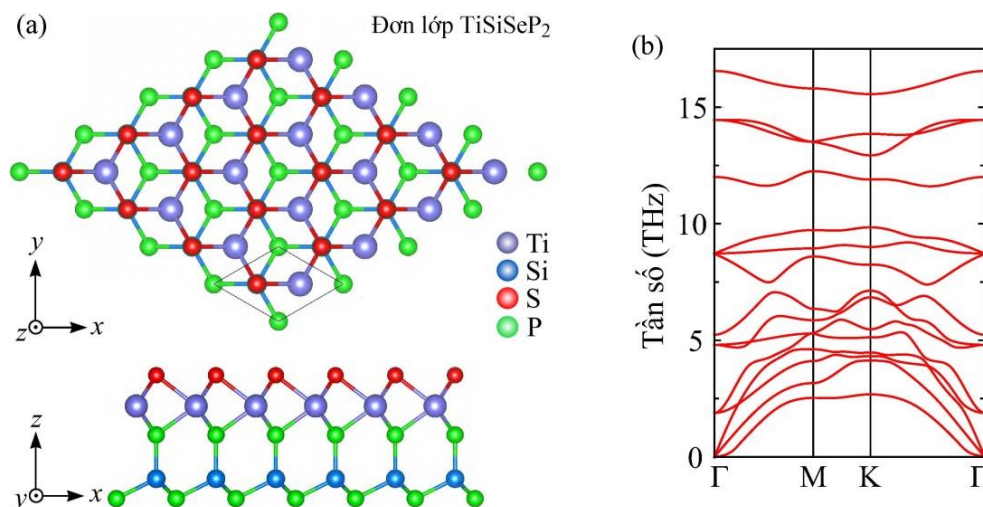 (a)
Đơn lớp TiSiSeP₂
y
z
x
Ti
Si
S
P
z
y
x
(b)
Tần số (THz)
15
10
5
0
Γ
M
K
Γ